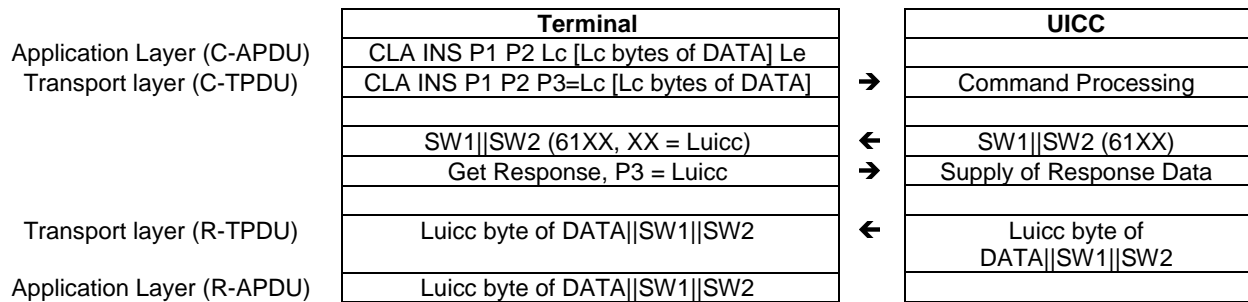 Terminal UICC
Application Layer (C-APDU) CLA INS P1 P2 Lc [Lc bytes of DATA] Le
Transport layer (C-TPDU) CLA INS P1 P2 P3=Lc [Lc bytes of DATA] → Command Processing
SW1||SW2 (61XX, XX = Luicc) ← SW1||SW2 (61XX)
Get Response, P3 = Luicc → Supply of Response Data
Transport layer (R-TPDU) Luicc byte of DATA||SW1||SW2 ← Luicc byte of
DATA||SW1||SW2
Application Layer (R-APDU) Luicc byte of DATA||SW1||SW2